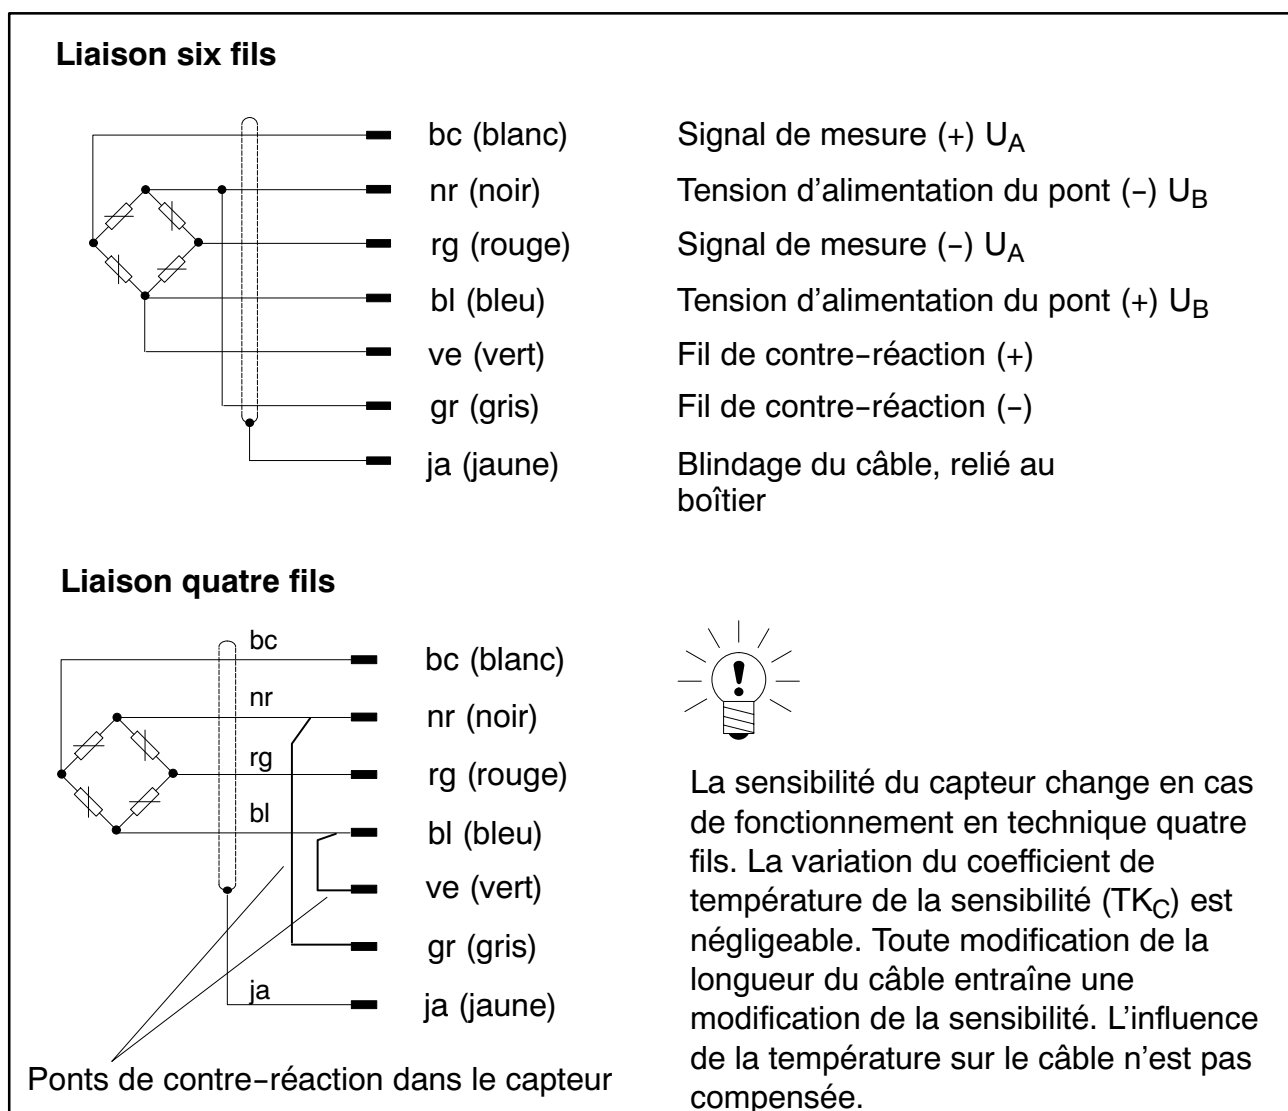 Liaison six fils
bc (blanc) Signal de mesure (+) UA
nr (noir) Tension d’alimentation du pont (−) UB
rg (rouge) Signal de mesure (−) UA
bl (bleu) Tension d’alimentation du pont (+) UB
ve (vert) Fil de contre−réaction (+)
gr (gris) Fil de contre−réaction (−)
ja (jaune) Blindage du câble, relié au
boîtier
Liaison quatre fils
bc
bc (blanc)
nr
nr (noir)
rg
rg (rouge)
bl
bl (bleu)
ve (vert)
gr (gris)
ja
ja (jaune)
Ponts de contre−réaction dans le capteur
!
La sensibilité du capteur change en cas
de fonctionnement en technique quatre
fils. La variation du coefficient de
température de la sensibilité (TKC) est
négligeable. Toute modification de la
longueur du câble entraîne une
modification de la sensibilité. L’influence
de la température sur le câble n’est pas
compensée.